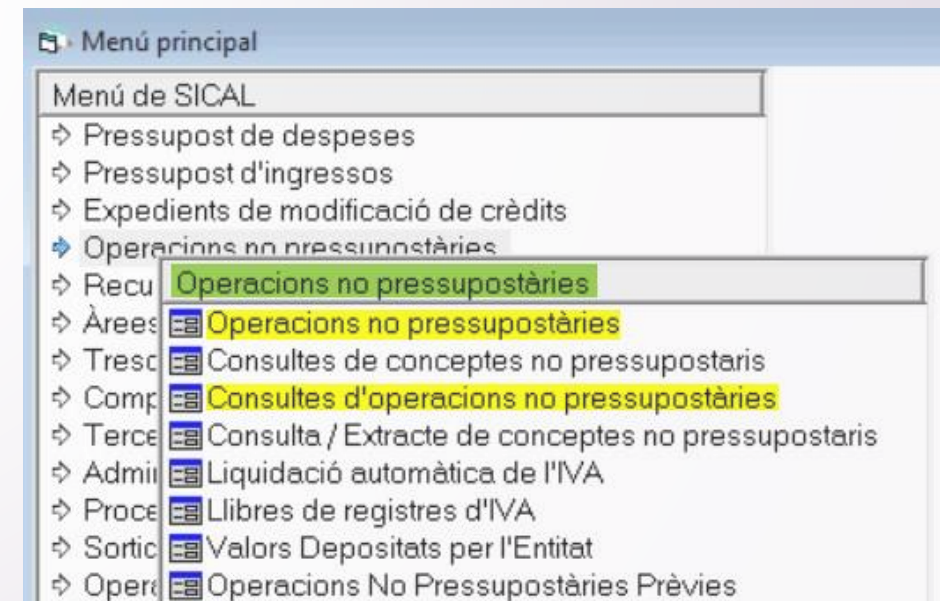 Menú principal
Menú de SICAL
Pressupost de despeses
Pressupost d'ingressos
Expedients de modificació de crèdits
Operacions no pressupostàries
Operacions no pressupostàries
Operacions no pressupostàries
Consultes de conceptes no pressupostaris
Consultes d'operacions no pressupostàries
Consulta / Extracte de conceptes no pressupostaris
Liquidació automàtica de l'IVA
Llibres de registres d'IVA
Valors Depositats per l'Entitat
Operacions No Pressupostàries Prèvies